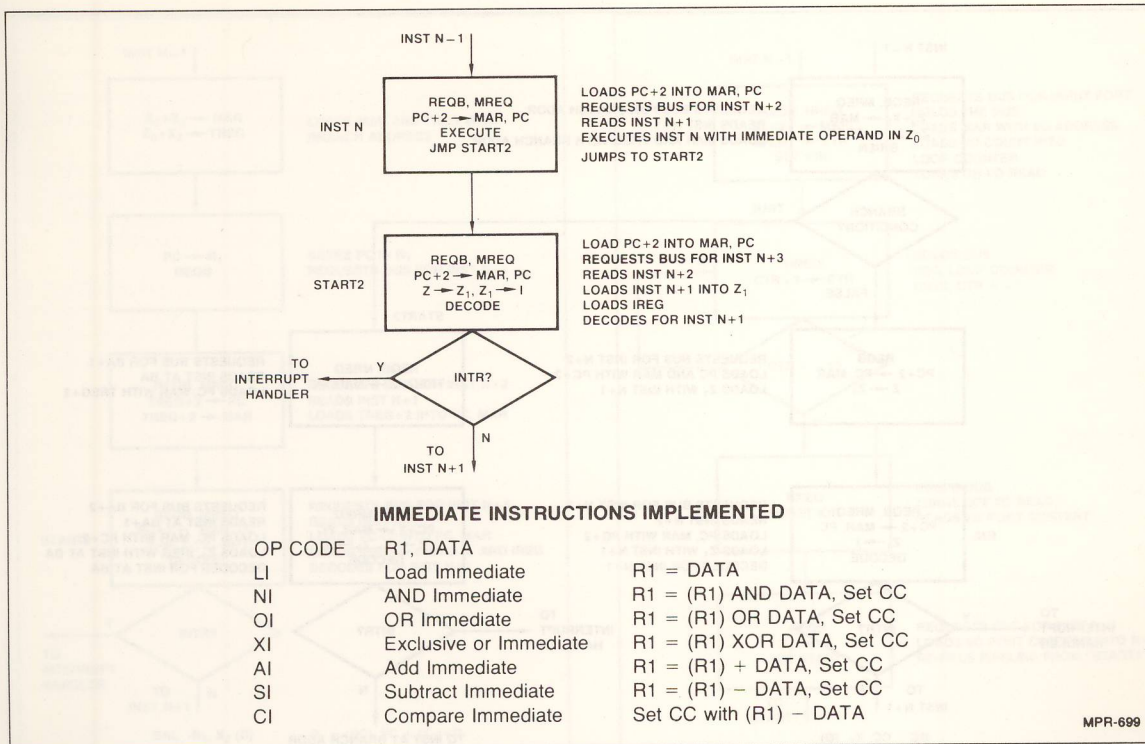 INST N−1
INST N
REQB, MREQ
PC+2 → MAR, PC
EXECUTE
JMP START2
LOADS PC+2 INTO MAR, PC
REQUESTS BUS FOR INST N+2
READS INST N+1
EXECUTES INST N WITH IMMEDIATE OPERAND IN Z₀
JUMPS TO START2
START2
REQB, MREQ
PC+2 → MAR, PC
Z → Z₁, Z₁ → I
DECODE
LOAD PC+2 INTO MAR, PC
REQUESTS BUS FOR INST N+3
READS INST N+2
LOADS INST N+1 INTO Z₁
LOADS IREG
DECODES FOR INST N+1
TO
INTERRUPT
HANDLER
Y
INTR?
N
TO
INST N+1
IMMEDIATE INSTRUCTIONS IMPLEMENTED
OP CODE R1, DATA
LI Load Immediate R1 = DATA
NI AND Immediate R1 = (R1) AND DATA, Set CC
OI OR Immediate R1 = (R1) OR DATA, Set CC
XI Exclusive or Immediate R1 = (R1) XOR DATA, Set CC
AI Add Immediate R1 = (R1) + DATA, Set CC
SI Subtract Immediate R1 = (R1) − DATA, Set CC
CI Compare Immediate Set CC with (R1) − DATA
MPR-699